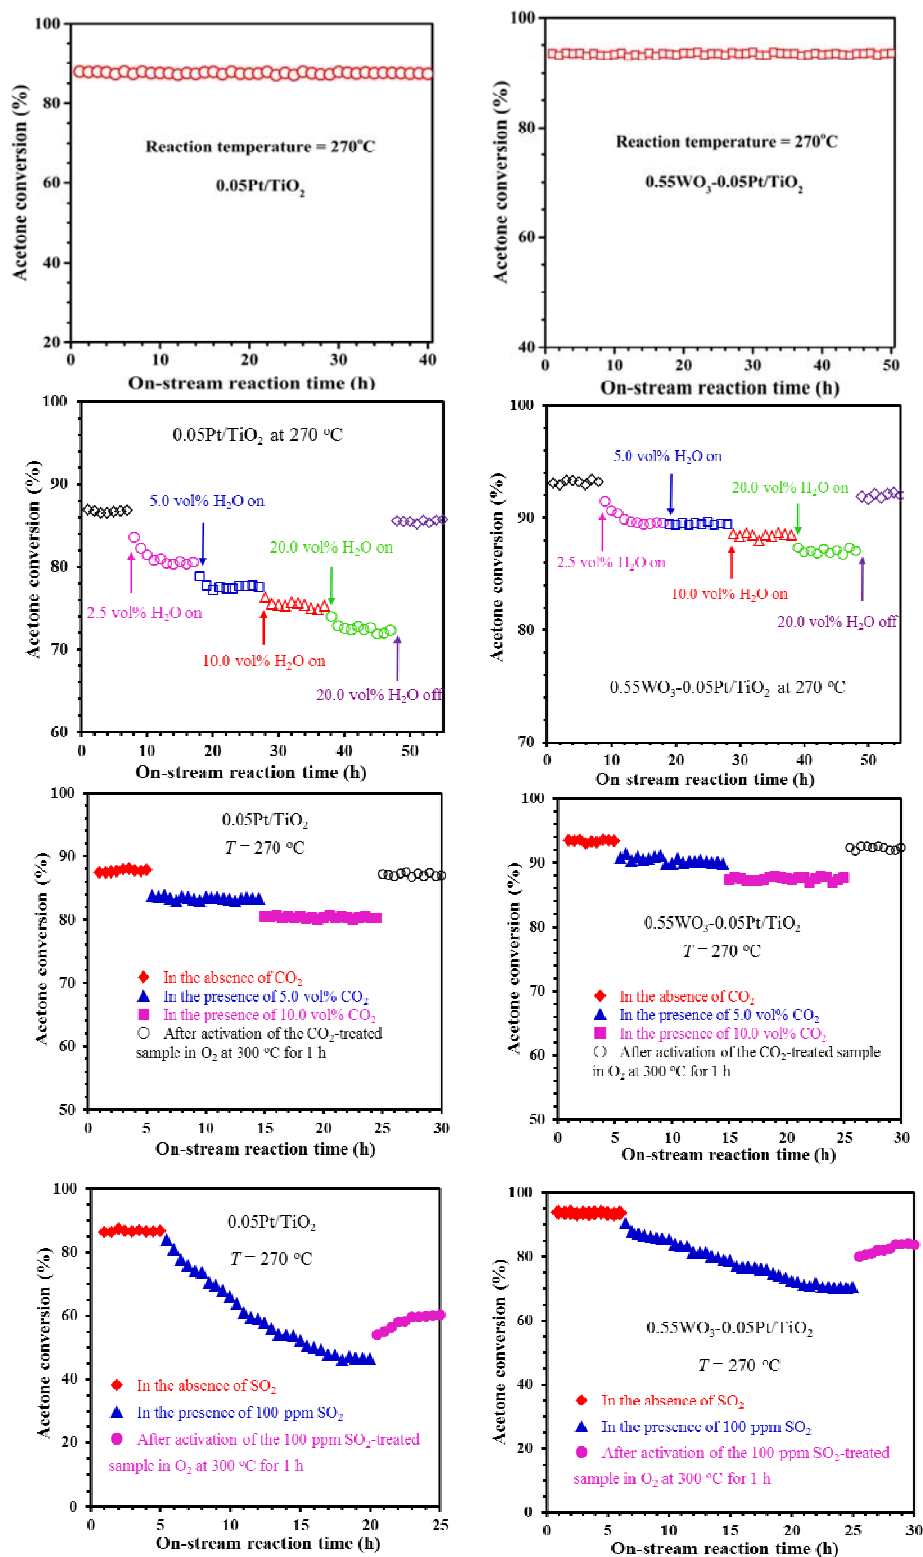 Acetone conversion (%)
100
80
60
40
20
Reaction temperature = 270°C
0.05Pt/TiO₂
0 10 20 30 40
On-stream reaction time (h)
Acetone conversion (%)
100
80
60
40
Reaction temperature = 270°C
0.55WO₃-0.05Pt/TiO₂
0 10 20 30 40 50
On-stream reaction time (h)
Acetone conversion (%)
100
90
80
70
60
0.05Pt/TiO₂ at 270 °C
5.0 vol% H₂O on
20.0 vol% H₂O on
2.5 vol% H₂O on
10.0 vol% H₂O on
20.0 vol% H₂O off
0 10 20 30 40 50
On-stream reaction time (h)
Acetone conversion (%)
100
90
80
70
5.0 vol% H₂O on
20.0 vol% H₂O on
2.5 vol% H₂O on
10.0 vol% H₂O on
20.0 vol% H₂O off
0.55WO₃-0.05Pt/TiO₂ at 270 °C
0 10 20 30 40 50
On stream reaction time (h)
Acetone conversion (%)
100
90
80
70
60
50
0.05Pt/TiO₂
T = 270 °C
In the absence of CO₂
In the presence of 5.0 vol% CO₂
In the presence of 10.0 vol% CO₂
After activation of the CO₂-treated
sample in O₂ at 300 °C for 1 h
0 5 10 15 20 25 30
On-stream reaction time (h)
Acetone conversion (%)
100
90
80
70
60
50
0.55WO₃-0.05Pt/TiO₂
T = 270 °C
In the absence of CO₂
In the presence of 5.0 vol% CO₂
In the presence of 10.0 vol% CO₂
After activation of the CO₂-treated sample
in O₂ at 300 °C for 1 h
0 5 10 15 20 25 30
On-stream reaction time (h)
Acetone conversion (%)
100
80
60
40
20
0
0.05Pt/TiO₂
T = 270 °C
In the absence of SO₂
In the presence of 100 ppm SO₂
After activation of the 100 ppm SO₂-treated
sample in O₂ at 300 °C for 1 h
0 5 10 15 20 25
On-stream reaction time (h)
Acetone conversion (%)
100
80
60
40
20
0
0.55WO₃-0.05Pt/TiO₂
T = 270 °C
In the absence of SO₂
In the presence of 100 ppm SO₂
After activation of the 100 ppm SO₂-treated
sample in O₂ at 300 °C for 1 h
0 5 10 15 20 25 30
On-stream reaction time (h)